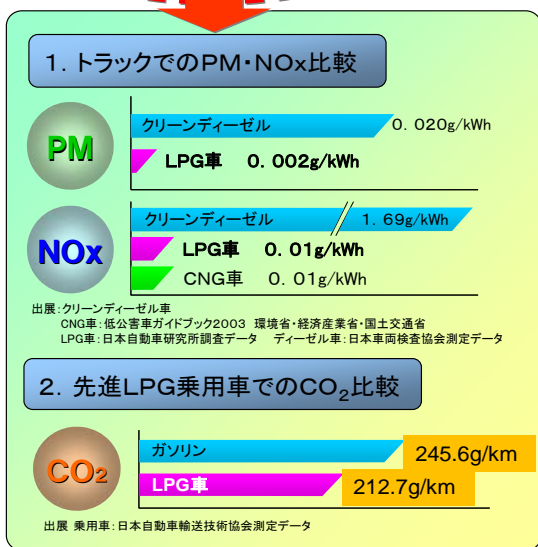 １．トラックでのPM・NOx比較
PM
クリーンディーゼル　０．０２０g/kWh
LPG車　０．００２g/kWh
NOx
クリーンディーゼル　１．６９g/kWh
LPG車　０．０１g/kWh
CNG車　０．０１g/kWh
出展：クリーンディーゼル車
CNG車：低公害車ガイドブック２００３　環境省・経済産業省・国土交通省
LPG車：日本自動車研究所調査データ　ディーゼル車：日本車両検査協会測定データ
２．先進LPG乗用車でのCO₂比較
CO₂
ガソリン　245.6g/km
LPG車　212.7g/km
出展 乗用車：日本自動車輸送技術協会測定データ